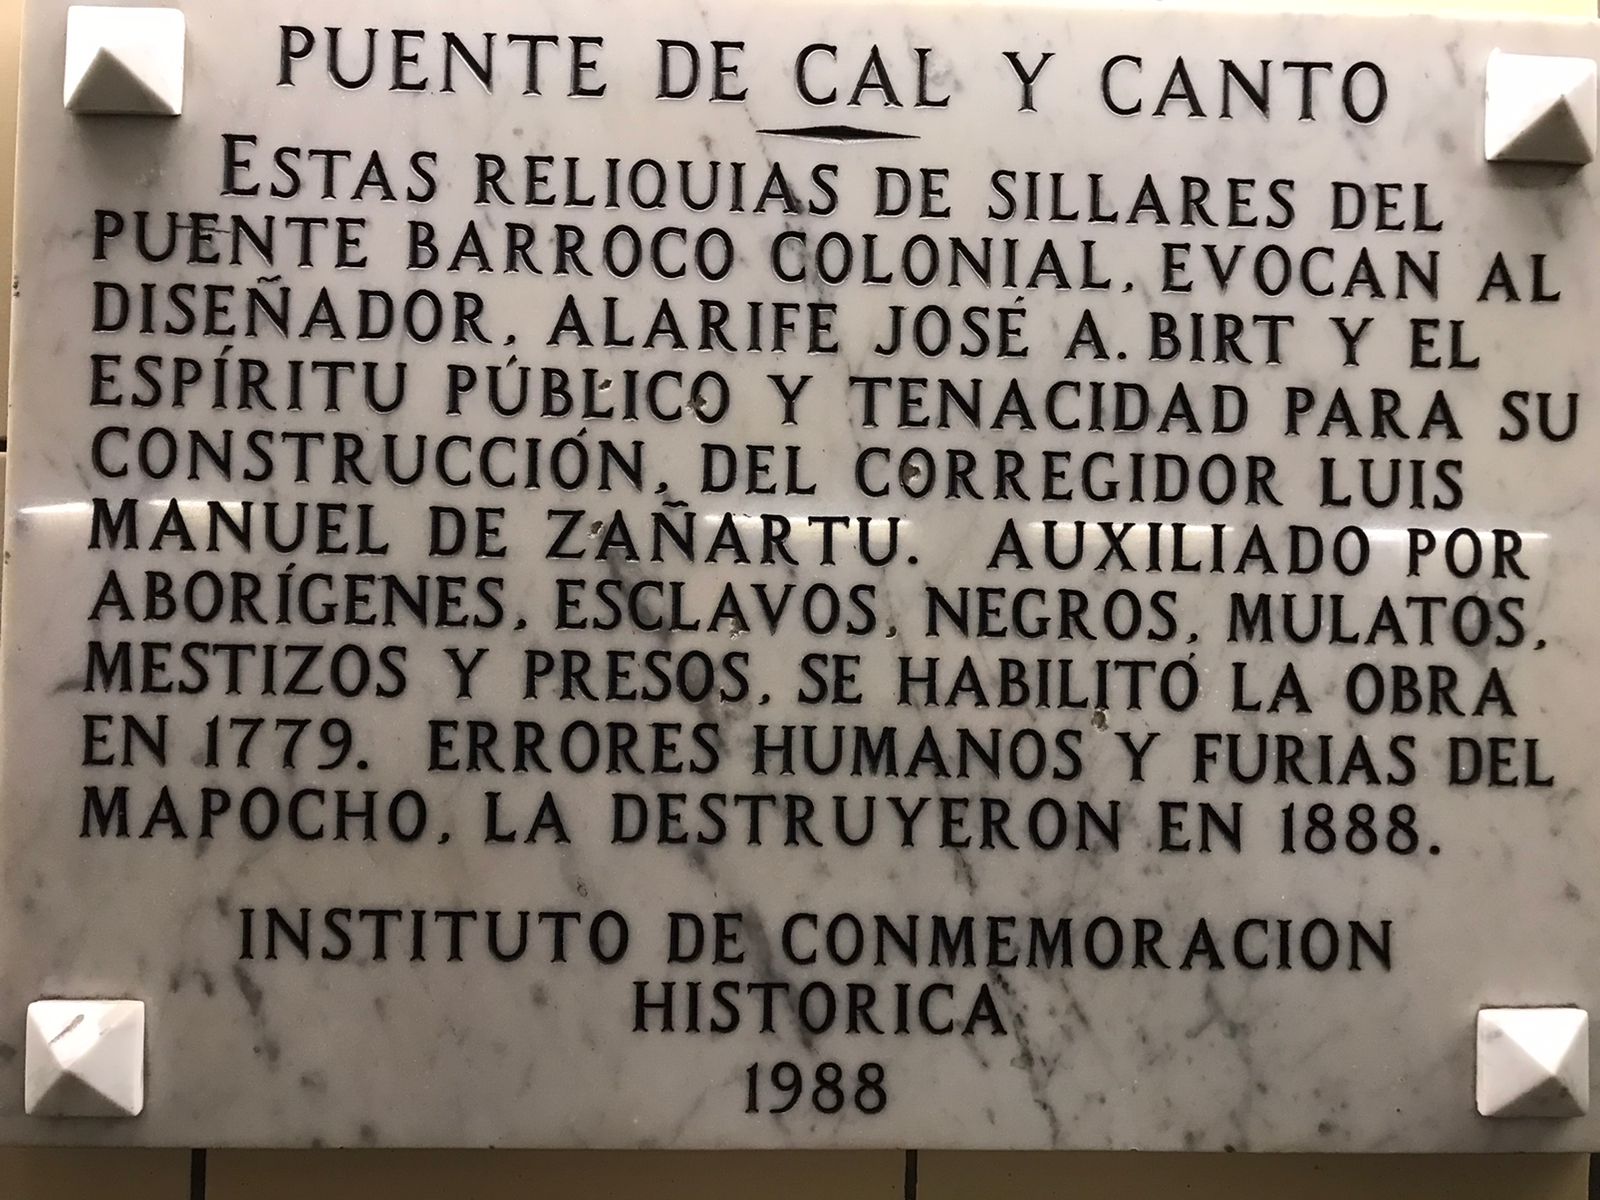 PUENTE DE CAL Y CANTO
ESTAS RELIQUIAS DE SILLARES DEL
PUENTE BARROCO COLONIAL, EVOCAN AL
DISEÑADOR, ALARIFE JOSÉ A. BIRT Y EL
ESPÍRITU PÚBLICO Y TENACIDAD PARA SU
CONSTRUCCIÓN, DEL CORREGIDOR LUIS
MANUEL DE ZAÑARTU. AUXILIADO POR
ABORÍGENES, ESCLAVOS, NEGROS, MULATOS,
MESTIZOS Y PRESOS, SE HABILITÓ LA OBRA
EN 1779. ERRORES HUMANOS Y FURIAS DEL
MAPOCHO, LA DESTRUYERON EN 1888.
INSTITUTO DE CONMEMORACION
HISTORICA
1988